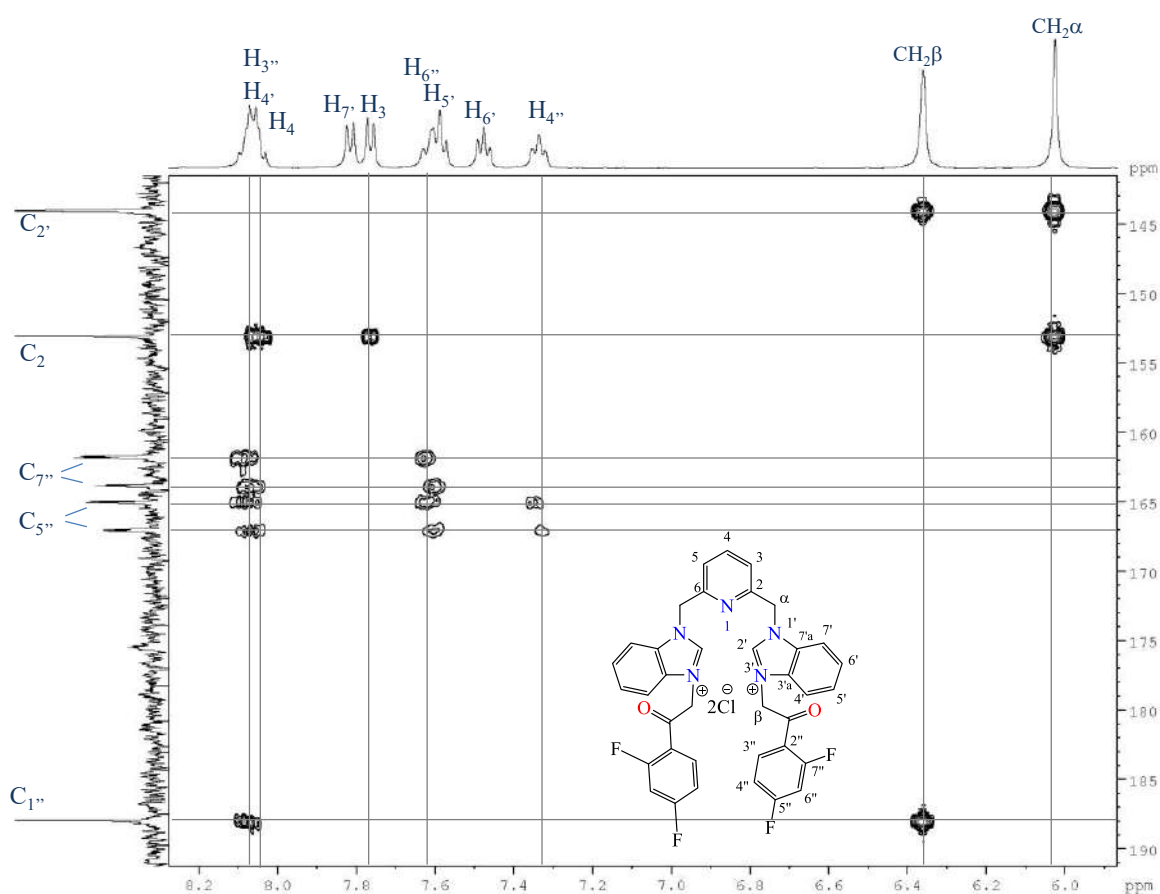 CH₂α
CH₂β
H₃’’
H₄’
H₄
H₇’ H₃
H₆’’
H₅’
H₆’
H₄’’
ppm
C₂’
145
150
C₂
155
160
C₇’’
165
C₅’’
170
175
180
185
C₁’’
190
4
5
3
6
2
N
1
α
N
N
1'
7'a
7'
2'
6'
3'
N
N
3'a
4'
5'
⊕
⊖
⊕
2Cl
β
O
O
F
3"
2"
F
7"
4"
5"
6"
F
F
8.2 8.0 7.8 7.6 7.4 7.2 7.0 6.8 6.6 6.4 6.2 6.0 ppm